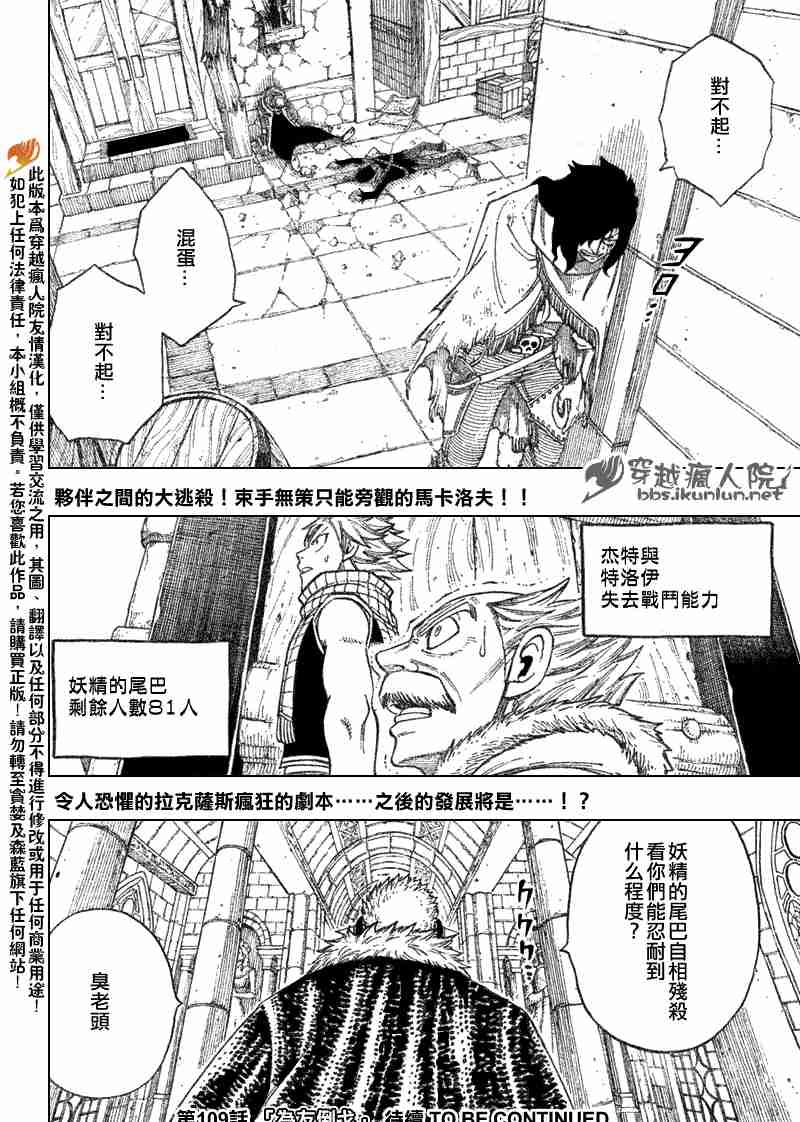 對不起…
混蛋…
對不起…
ヨロ…
穿越瘋人院
bbs.ikunlun.net
夥伴之間的大逃殺！束手無策只能旁觀的馬卡洛夫！！
杰特與
特洛伊
失去戰鬥能力
妖精的尾巴
剩餘人數81人
令人恐懼的拉克薩斯瘋狂的劇本……之後的發展將是……！？
妖精的尾巴自相殘殺
看你們能忍耐到
什么程度？
ククク…
臭老頭
第109話 待續 TO BE CONTINUED
此版本爲穿越瘋人院友情漢化，僅供學習交流之用，其圖、翻譯以及任何部分不得進行修改或用于任何商業用途！
如犯上任何法律責任，本小組概不負責。若您喜歡此作品，請購買正版！請勿轉至貪婪及森藍旗下任何網站！